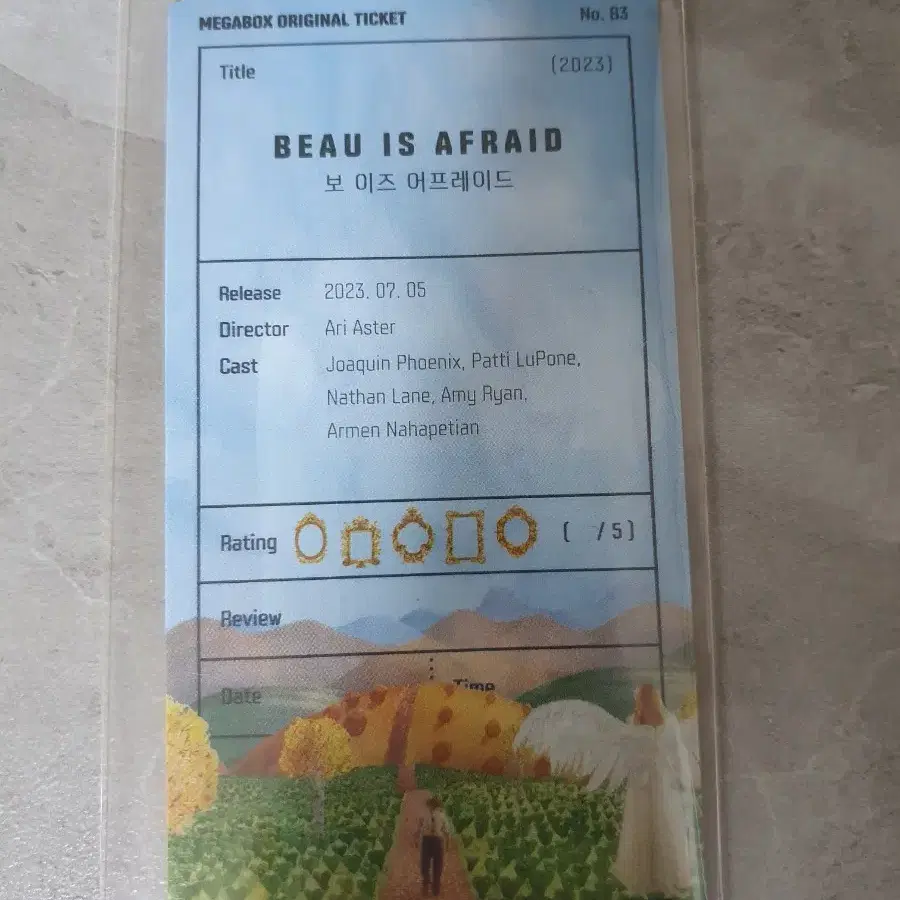 MEGABOX ORIGINAL TICKET No. 83
Title (2023)
BEAU IS AFRAID
보 이즈 어프레이드
Release 2023. 07. 05
Director Ari Aster
Cast Joaquin Phoenix, Patti LuPone,
Nathan Lane, Amy Ryan,
Armen Nahapetian
Rating ( / 5)
Review
Date Time